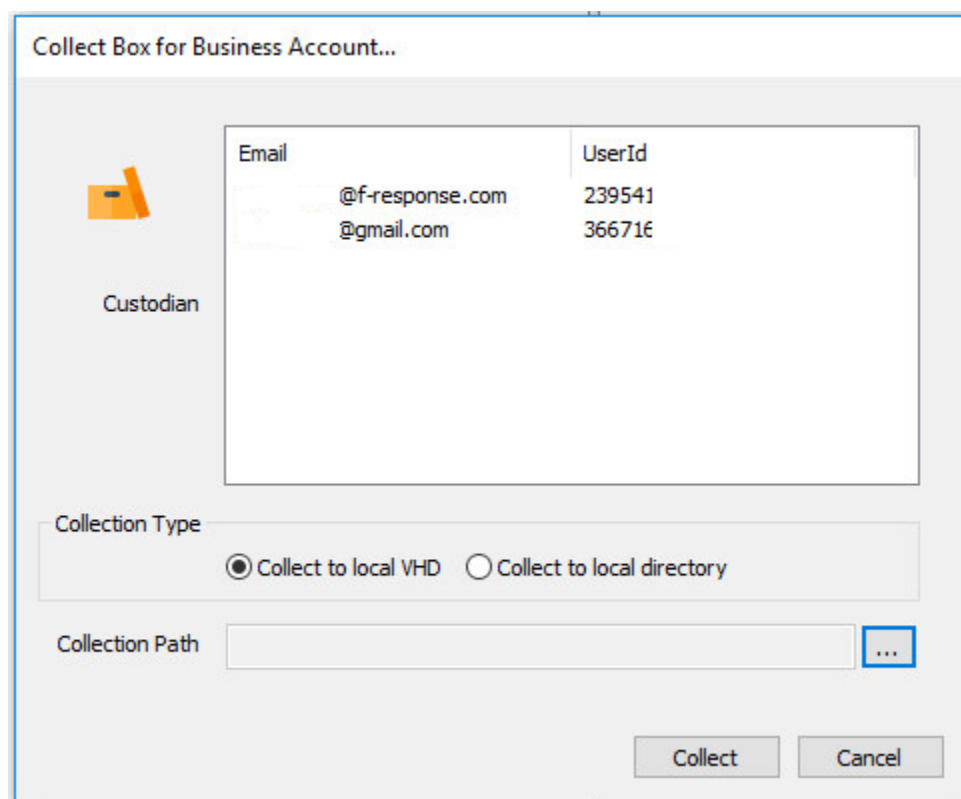 Collect Box for Business Account...
Email UserId
@f-response.com 239541
@gmail.com 366716
Custodian
Collection Type
Collect to local VHD Collect to local directory
Collection Path ...
Collect Cancel